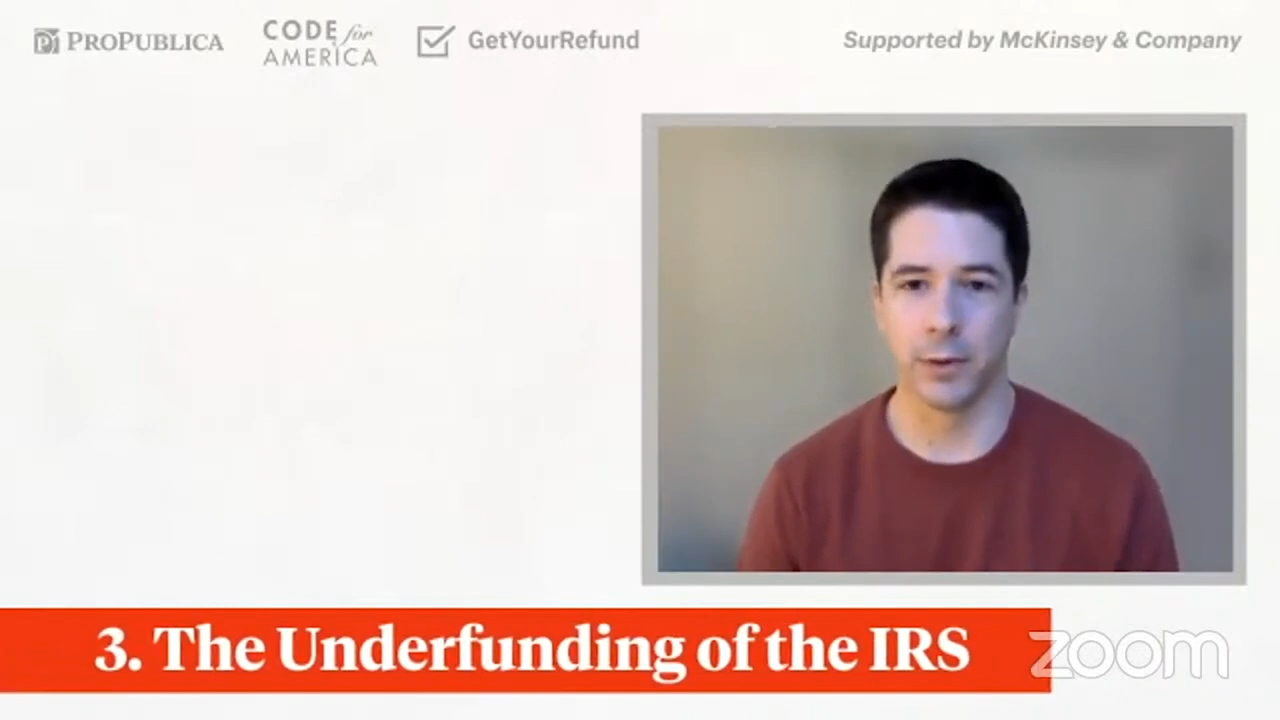 PROPUBLICA
CODE for
AMERICA
GetYourRefund
Supported by McKinsey & Company
3. The Underfunding of the IRS
zoom